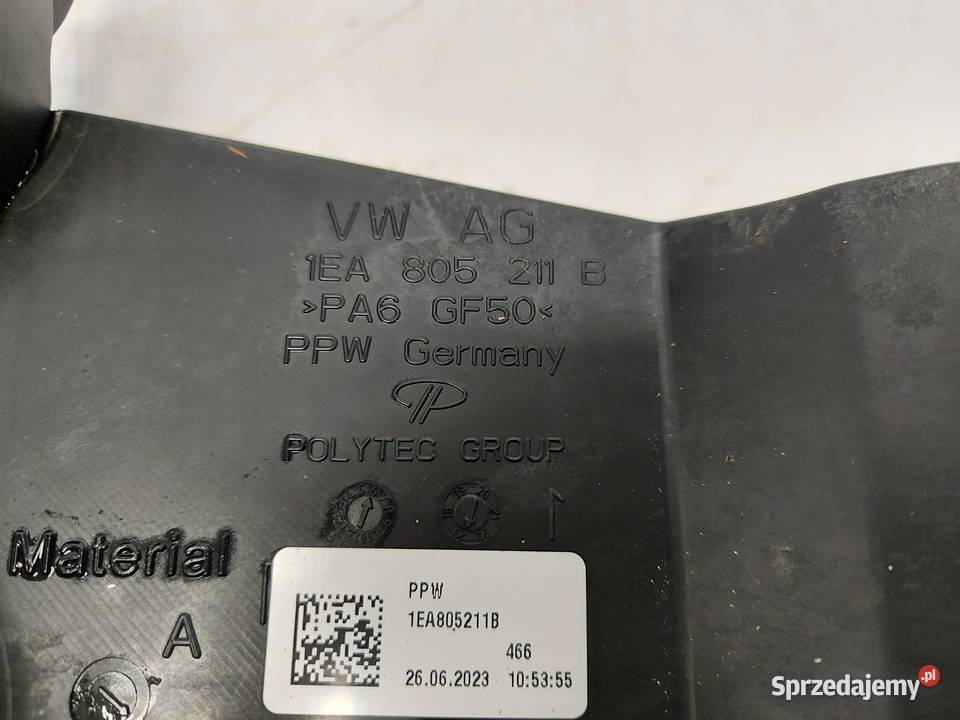 VW AG
1EA 805 211 B
>PA6 GF50<
PPW Germany
POLYTEC GROUP
1
Material
A
PPW
1EA805211B
466
26.06.2023 10:53:55
Sprzedajemy.pl